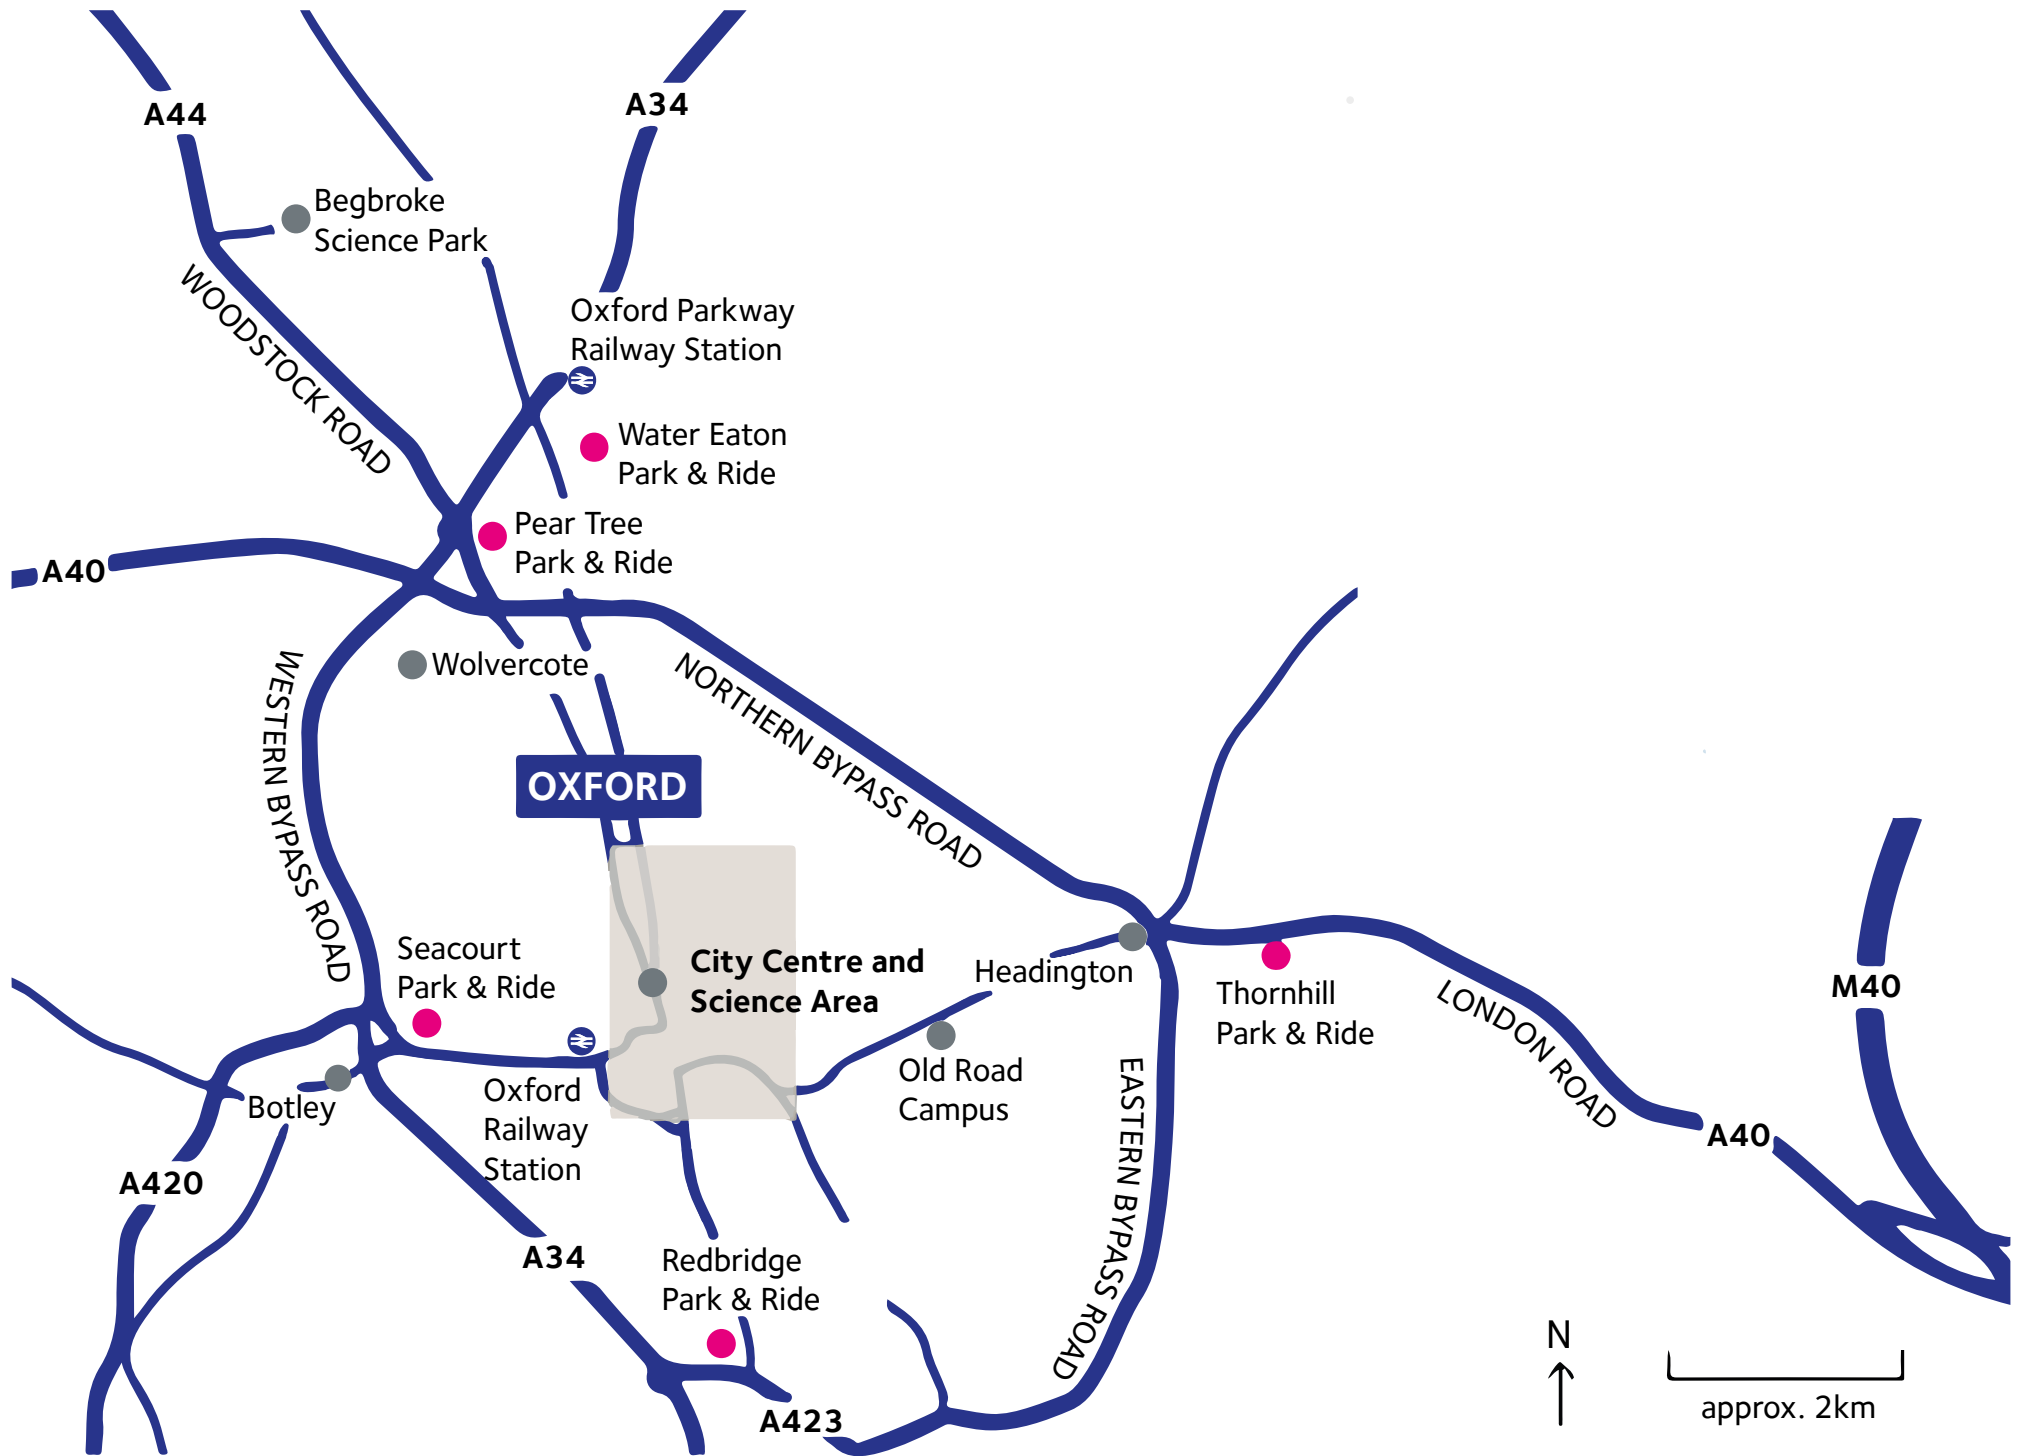 A44
A34
Begbroke
Science Park
WOODSTOCK ROAD
Oxford Parkway
Railway Station
Water Eaton
Park & Ride
Pear Tree
Park & Ride
A40
Wolvercote
WESTERN BYPASS ROAD
NORTHERN BYPASS ROAD
OXFORD
Seacourt
Park & Ride
City Centre and
Science Area
Headington
Thornhill
Park & Ride
LONDON ROAD
M40
Old Road
Campus
EASTERN BYPASS ROAD
Botley
Oxford
Railway
Station
A40
A420
A34
Redbridge
Park & Ride
A423
N
approx. 2km